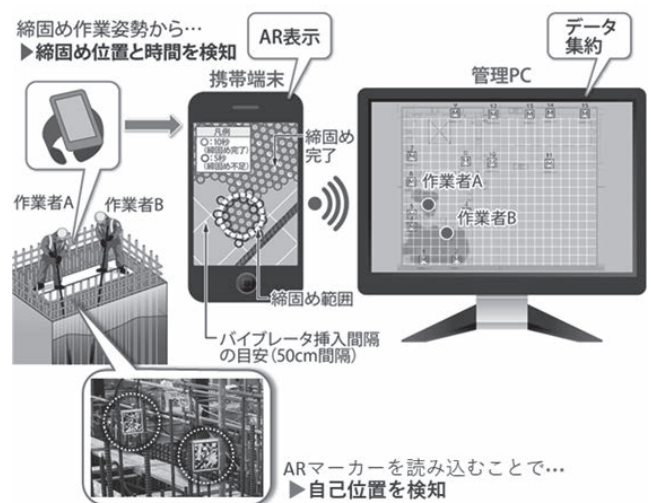 締固め作業姿勢から…
▶締固め位置と時間を検知
AR表示
データ
集約
携帯端末
管理PC
凡例
○:10秒
(締固め完了)
○:5秒
(締固め不足)
締固め
完了
作業者A
作業者B
作業者A
作業者B
締固め範囲
バイブレータ挿入間隔
の目安(50cm間隔)
ARマーカーを読み込むことで…
▶自己位置を検知